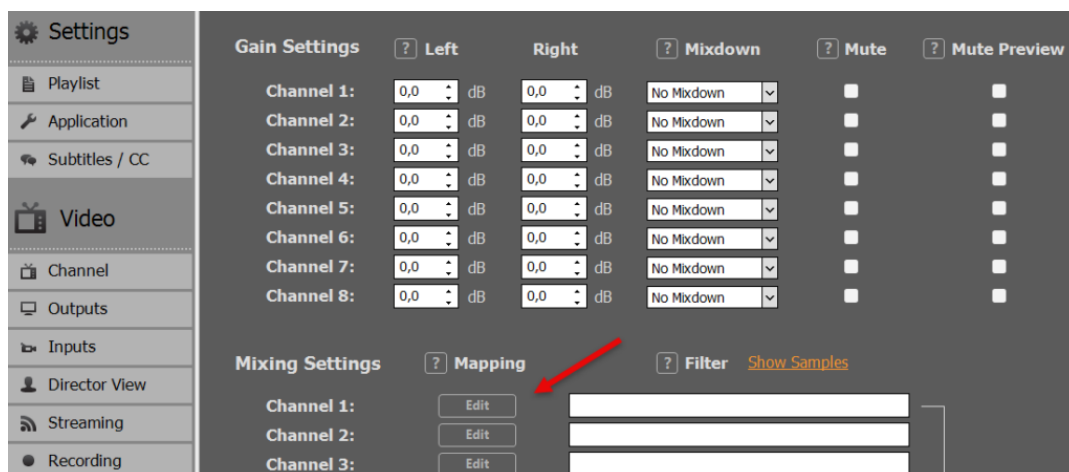 Settings
Playlist
Application
Subtitles / CC
Video
Channel
Outputs
Inputs
Director View
Streaming
Recording
Gain Settings ? Left Right ? Mixdown ? Mute ? Mute Preview
Channel 1: 0,0 dB 0,0 dB No Mixdown
Channel 2: 0,0 dB 0,0 dB No Mixdown
Channel 3: 0,0 dB 0,0 dB No Mixdown
Channel 4: 0,0 dB 0,0 dB No Mixdown
Channel 5: 0,0 dB 0,0 dB No Mixdown
Channel 6: 0,0 dB 0,0 dB No Mixdown
Channel 7: 0,0 dB 0,0 dB No Mixdown
Channel 8: 0,0 dB 0,0 dB No Mixdown
Mixing Settings ? Mapping ? Filter Show Samples
Channel 1: Edit
Channel 2: Edit
Channel 3: Edit